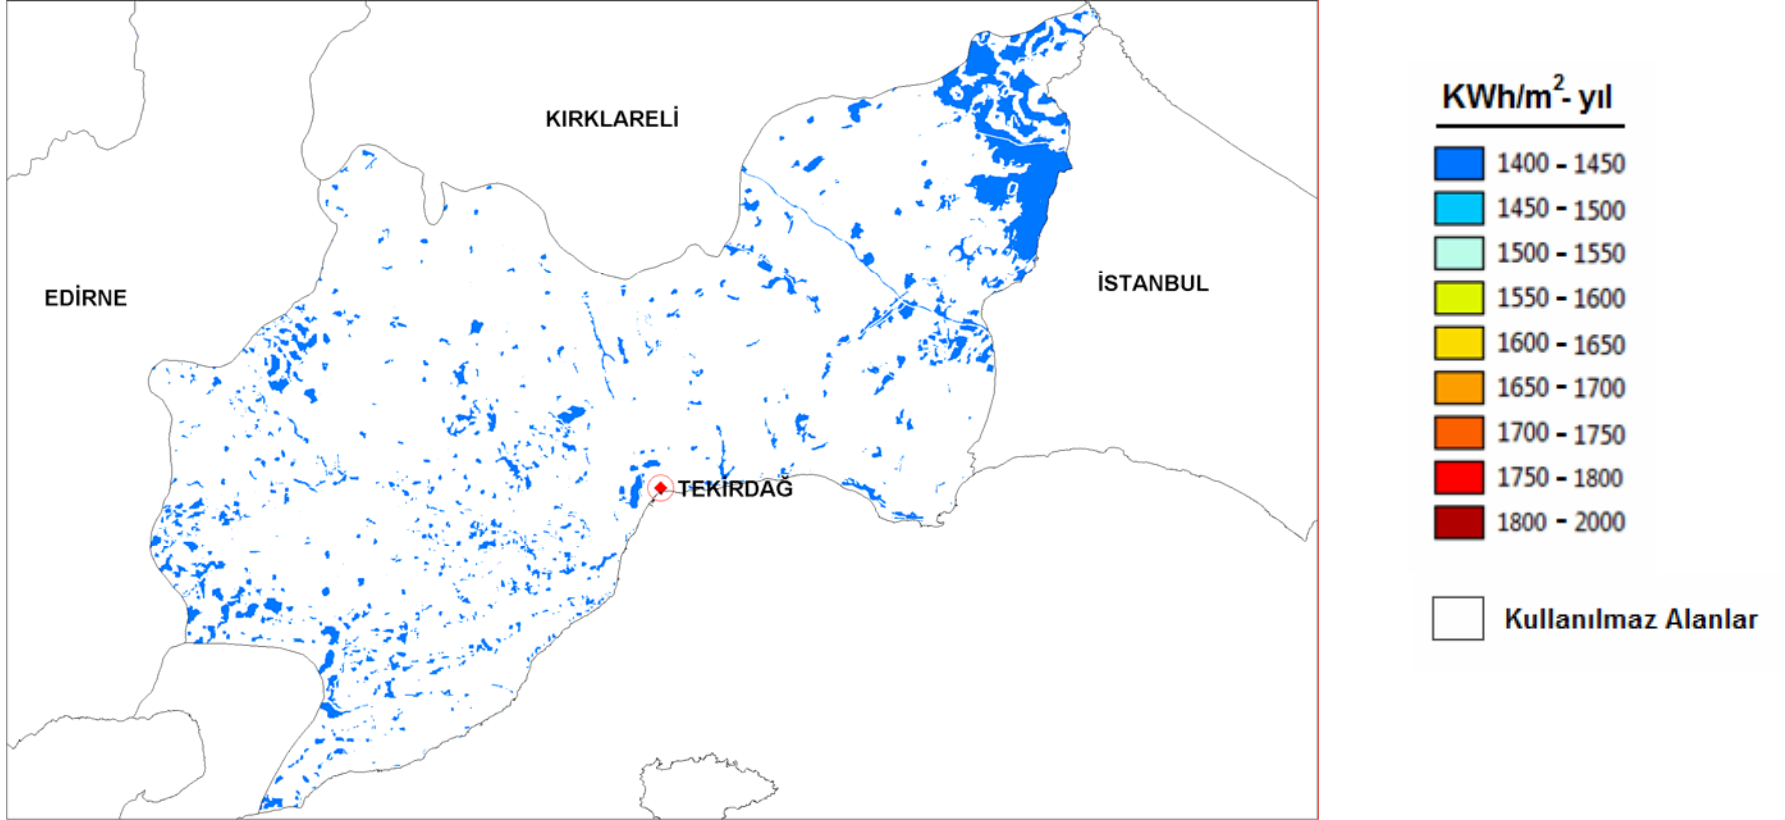 KIRKLARELİ
EDİRNE
İSTANBUL
TEKİRDAĞ
KWh/m²- yıl
1400 - 1450
1450 - 1500
1500 - 1550
1550 - 1600
1600 - 1650
1650 - 1700
1700 - 1750
1750 - 1800
1800 - 2000
Kullanılmaz Alanlar